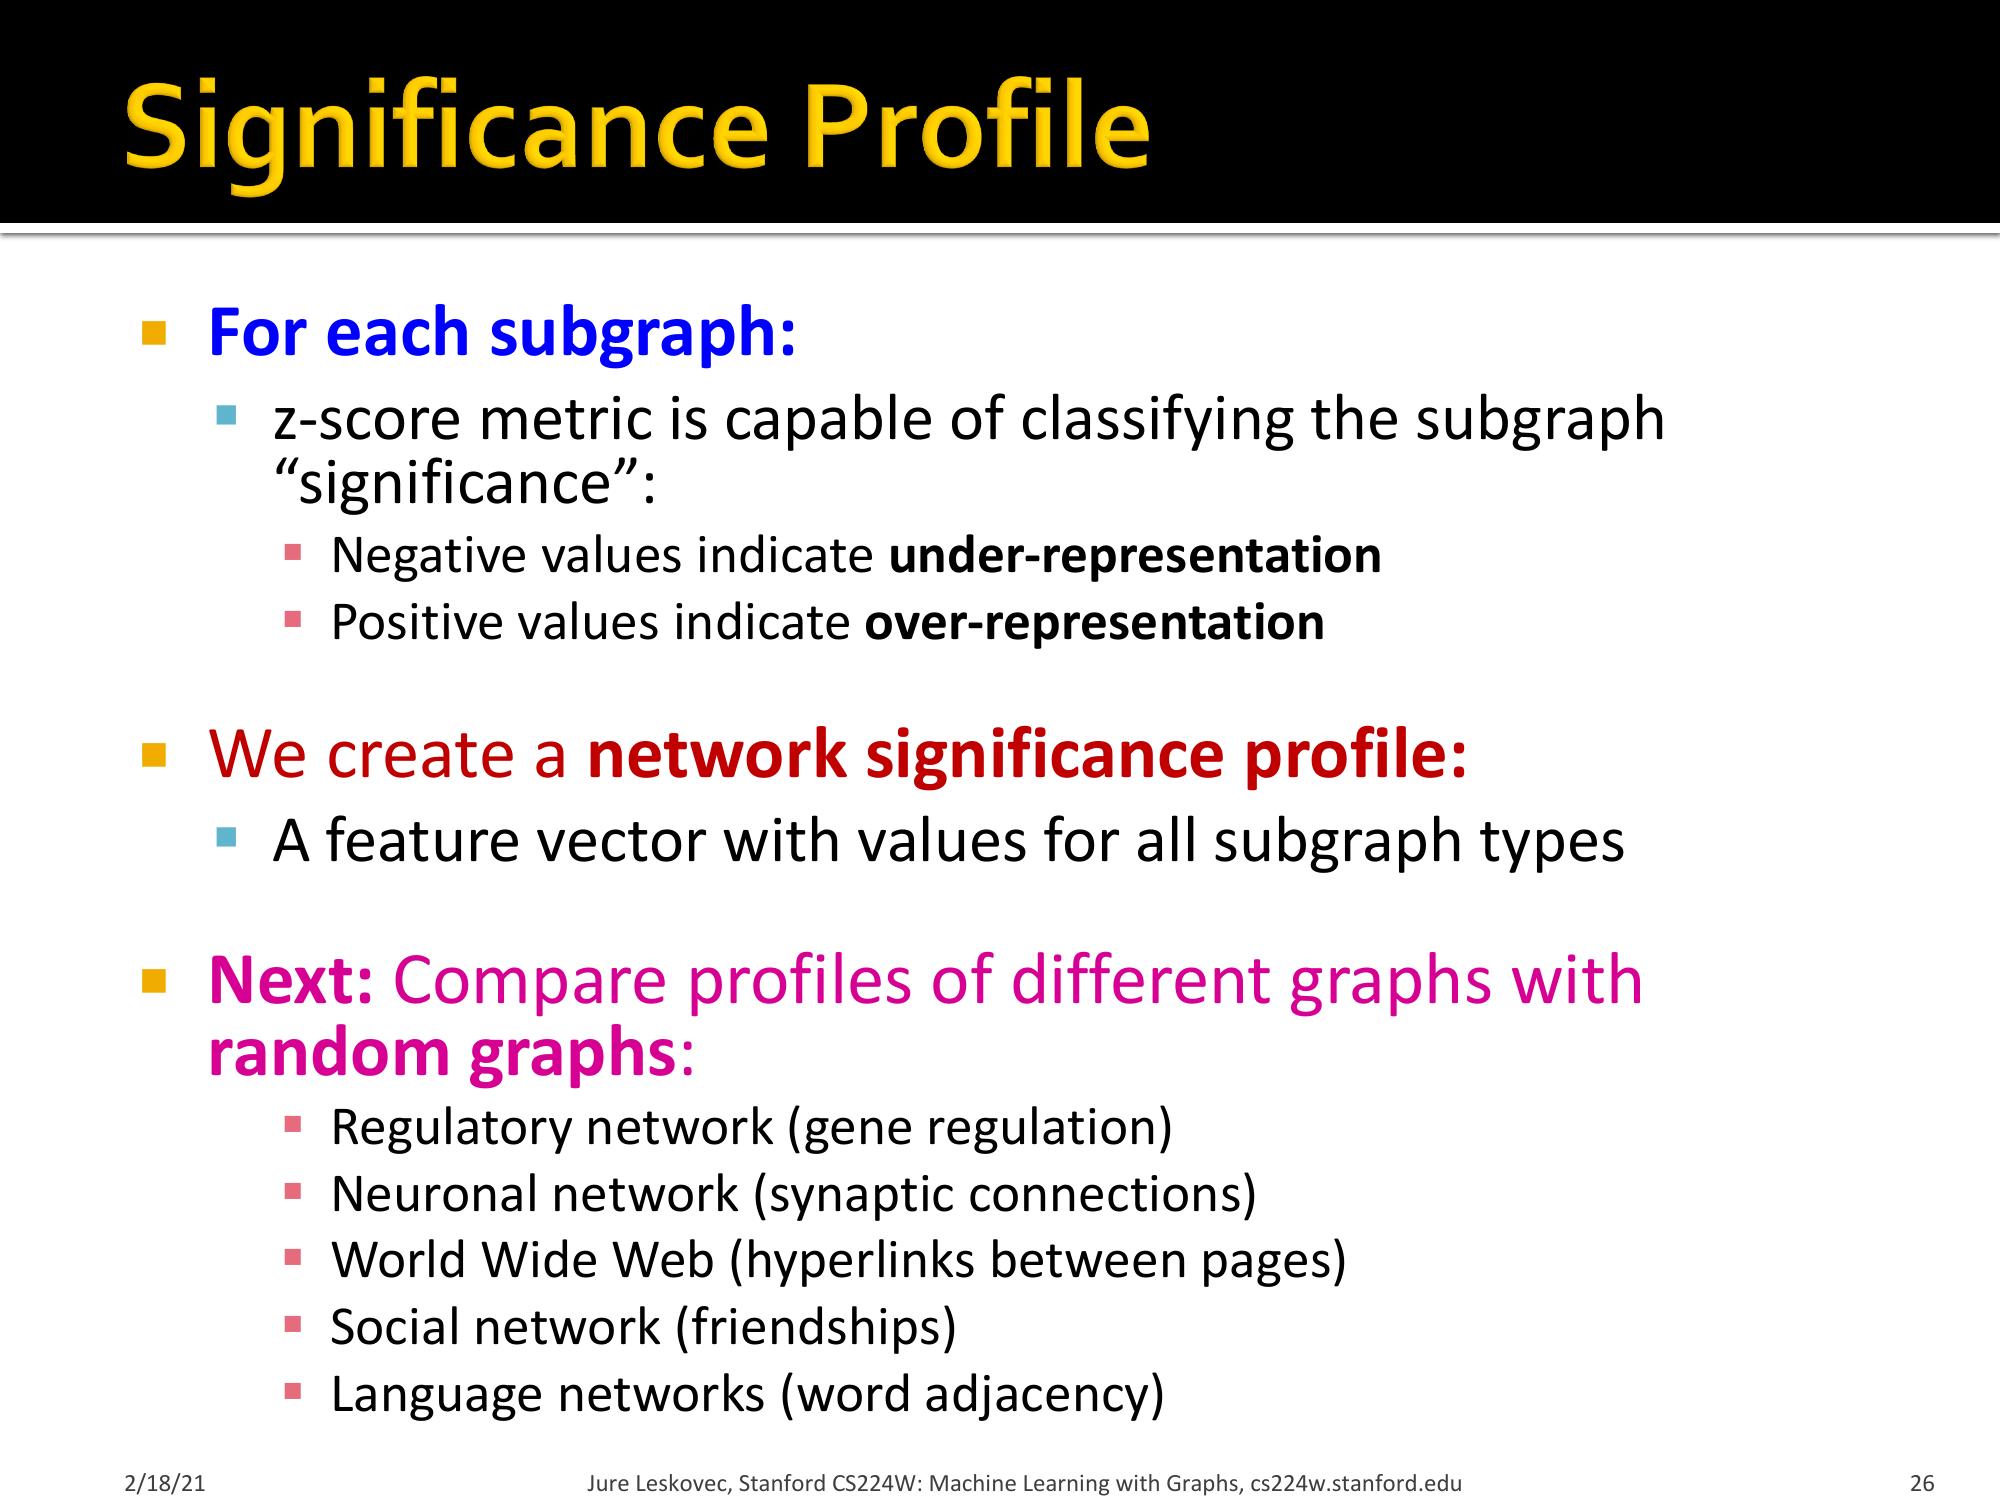 Significance Profile
For each subgraph:
z-score metric is capable of classifying the subgraph
“significance”:
Negative values indicate under-representation
Positive values indicate over-representation
We create a network significance profile:
A feature vector with values for all subgraph types
Next: Compare profiles of different graphs with
random graphs:
Regulatory network (gene regulation)
Neuronal network (synaptic connections)
World Wide Web (hyperlinks between pages)
Social network (friendships)
Language networks (word adjacency)
2/18/21 Jure Leskovec, Stanford CS224W: Machine Learning with Graphs, cs224w.stanford.edu 26